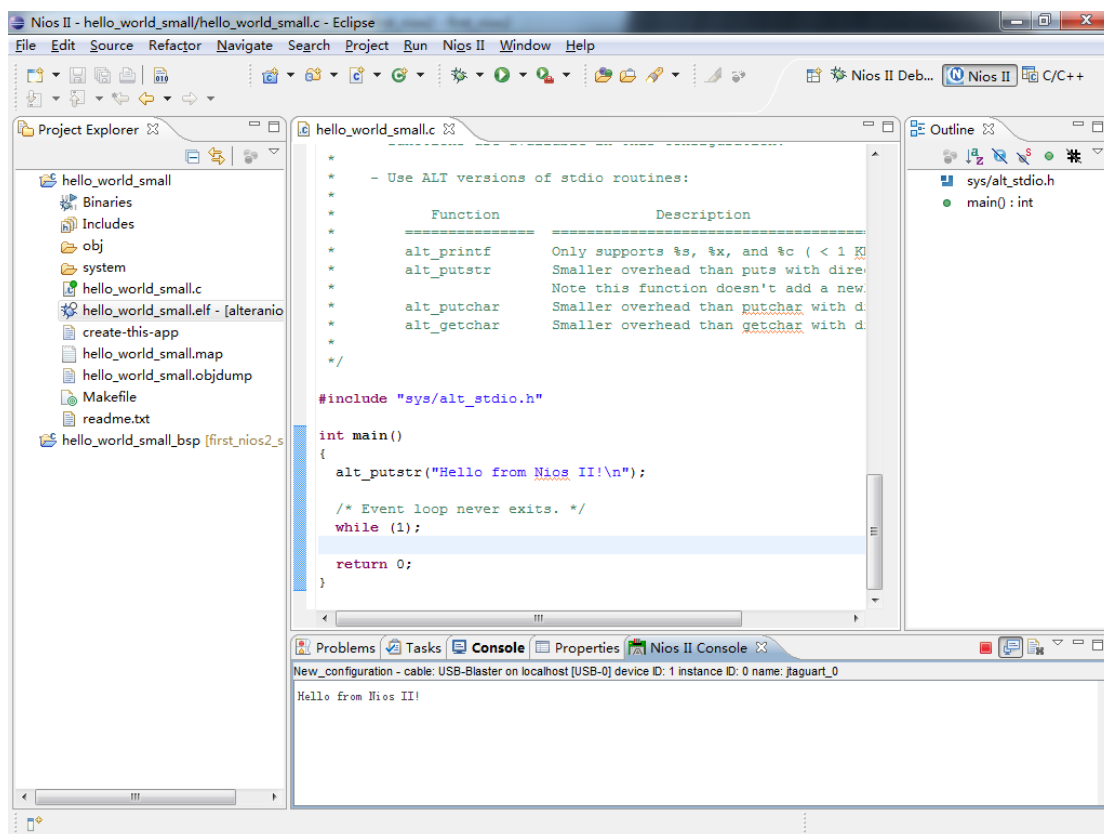 Nios II - hello_world_small/hello_world_small.c - Eclipse
File Edit Source Refactor Navigate Search Project Run Nios II Window Help
Nios II Deb... Nios II C/C++
Project Explorer
hello_world_small
Binaries
Includes
obj
system
hello_world_small.c
hello_world_small.elf - [alteranio
create-this-app
hello_world_small.map
hello_world_small.objdump
Makefile
readme.txt
hello_world_small_bsp [first_nios2_s
hello_world_small.c
*
* - Use ALT versions of stdio routines:
*
* Function Description
* =============== =====================================
* alt_printf Only supports %s, %x, and %c ( < 1 K
* alt_putstr Smaller overhead than puts with dire
* Note this function doesn't add a new
* alt_putchar Smaller overhead than putchar with d
* alt_getchar Smaller overhead than getchar with d
*
*/
#include "sys/alt_stdio.h"
int main()
{
alt_putstr("Hello from Nios II!\n");
/* Event loop never exits. */
while (1);
return 0;
}
Outline
sys/alt_stdio.h
main() : int
Problems Tasks Console Properties Nios II Console
New_configuration - cable: USB-Blaster on localhost [USB-0] device ID: 1 instance ID: 0 name: jtaguart_0
Hello from Nios II!